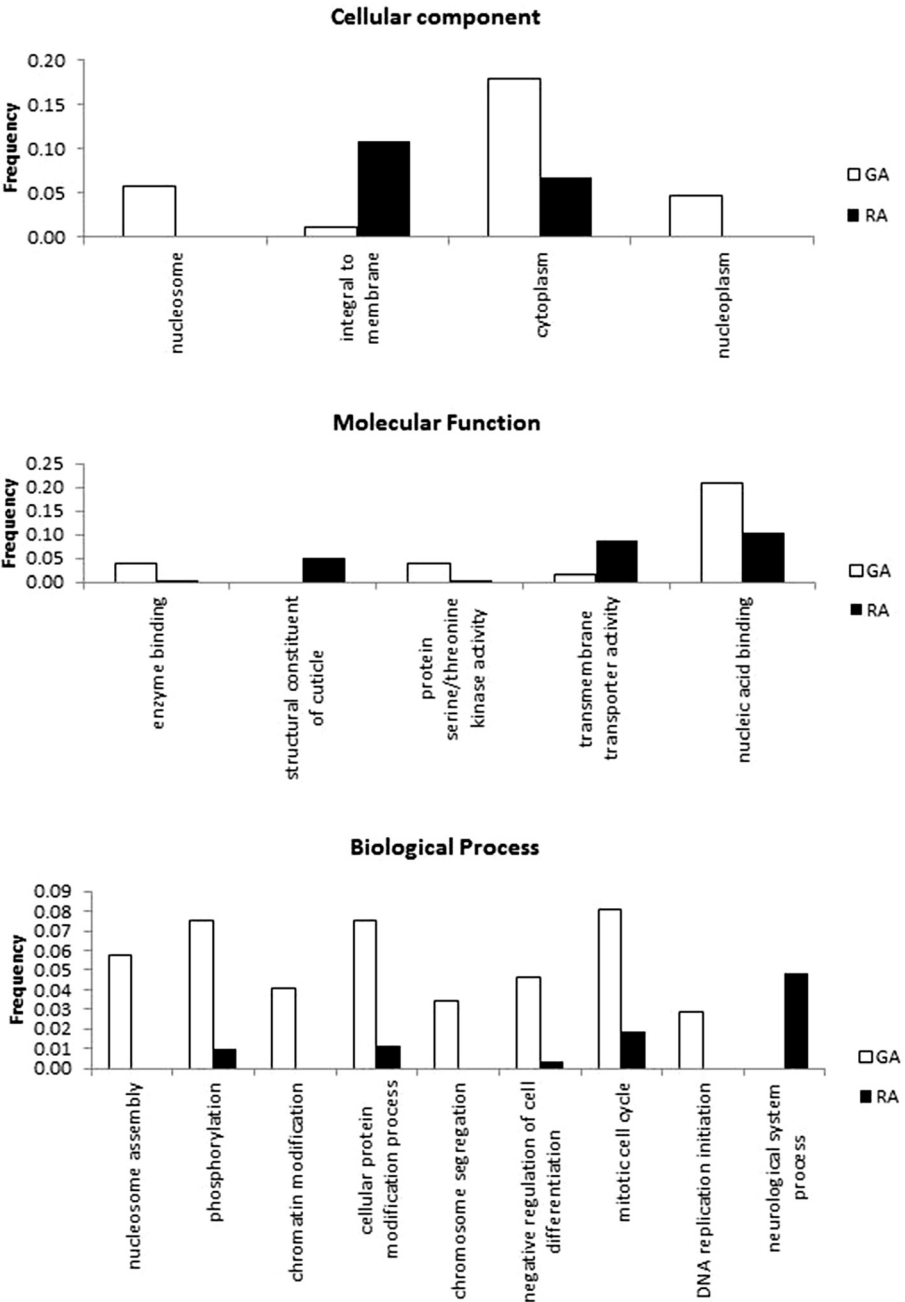 Cellular component
Frequency
0.20
0.15
0.10
0.05
0.00
nucleosome
integral to
membrane
cytoplasm
nucleoplasm
GA
RA
Molecular Function
Frequency
0.25
0.20
0.15
0.10
0.05
0.00
enzyme binding
structural constituent
of cuticle
protein
serine/threonine
kinase activity
transmembrane
transporter activity
nucleic acid binding
GA
RA
Biological Process
Frequency
0.09
0.08
0.07
0.06
0.05
0.04
0.03
0.02
0.01
0.00
nucleosome assembly
phosphorylation
chromatin modification
cellular protein
modification process
chromosome segregation
negative regulation of cell
differentiation
mitotic cell cycle
DNA replication initiation
neurological system
process
GA
RA